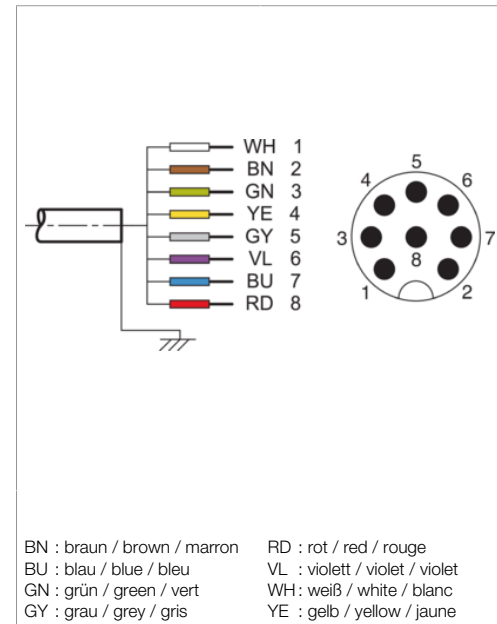 WH 1
BN 2
GN 3
YE 4
GY 5
VL 6
BU 7
RD 8
5
4 6
3 7
8
1 2
BN : braun / brown / marron
BU : blau / blue / bleu
GN : grün / green / vert
GY : grau / grey / gris
RD : rot / red / rouge
VL : violett / violet / violet
WH : weiß / white / blanc
YE : gelb / yellow / jaune